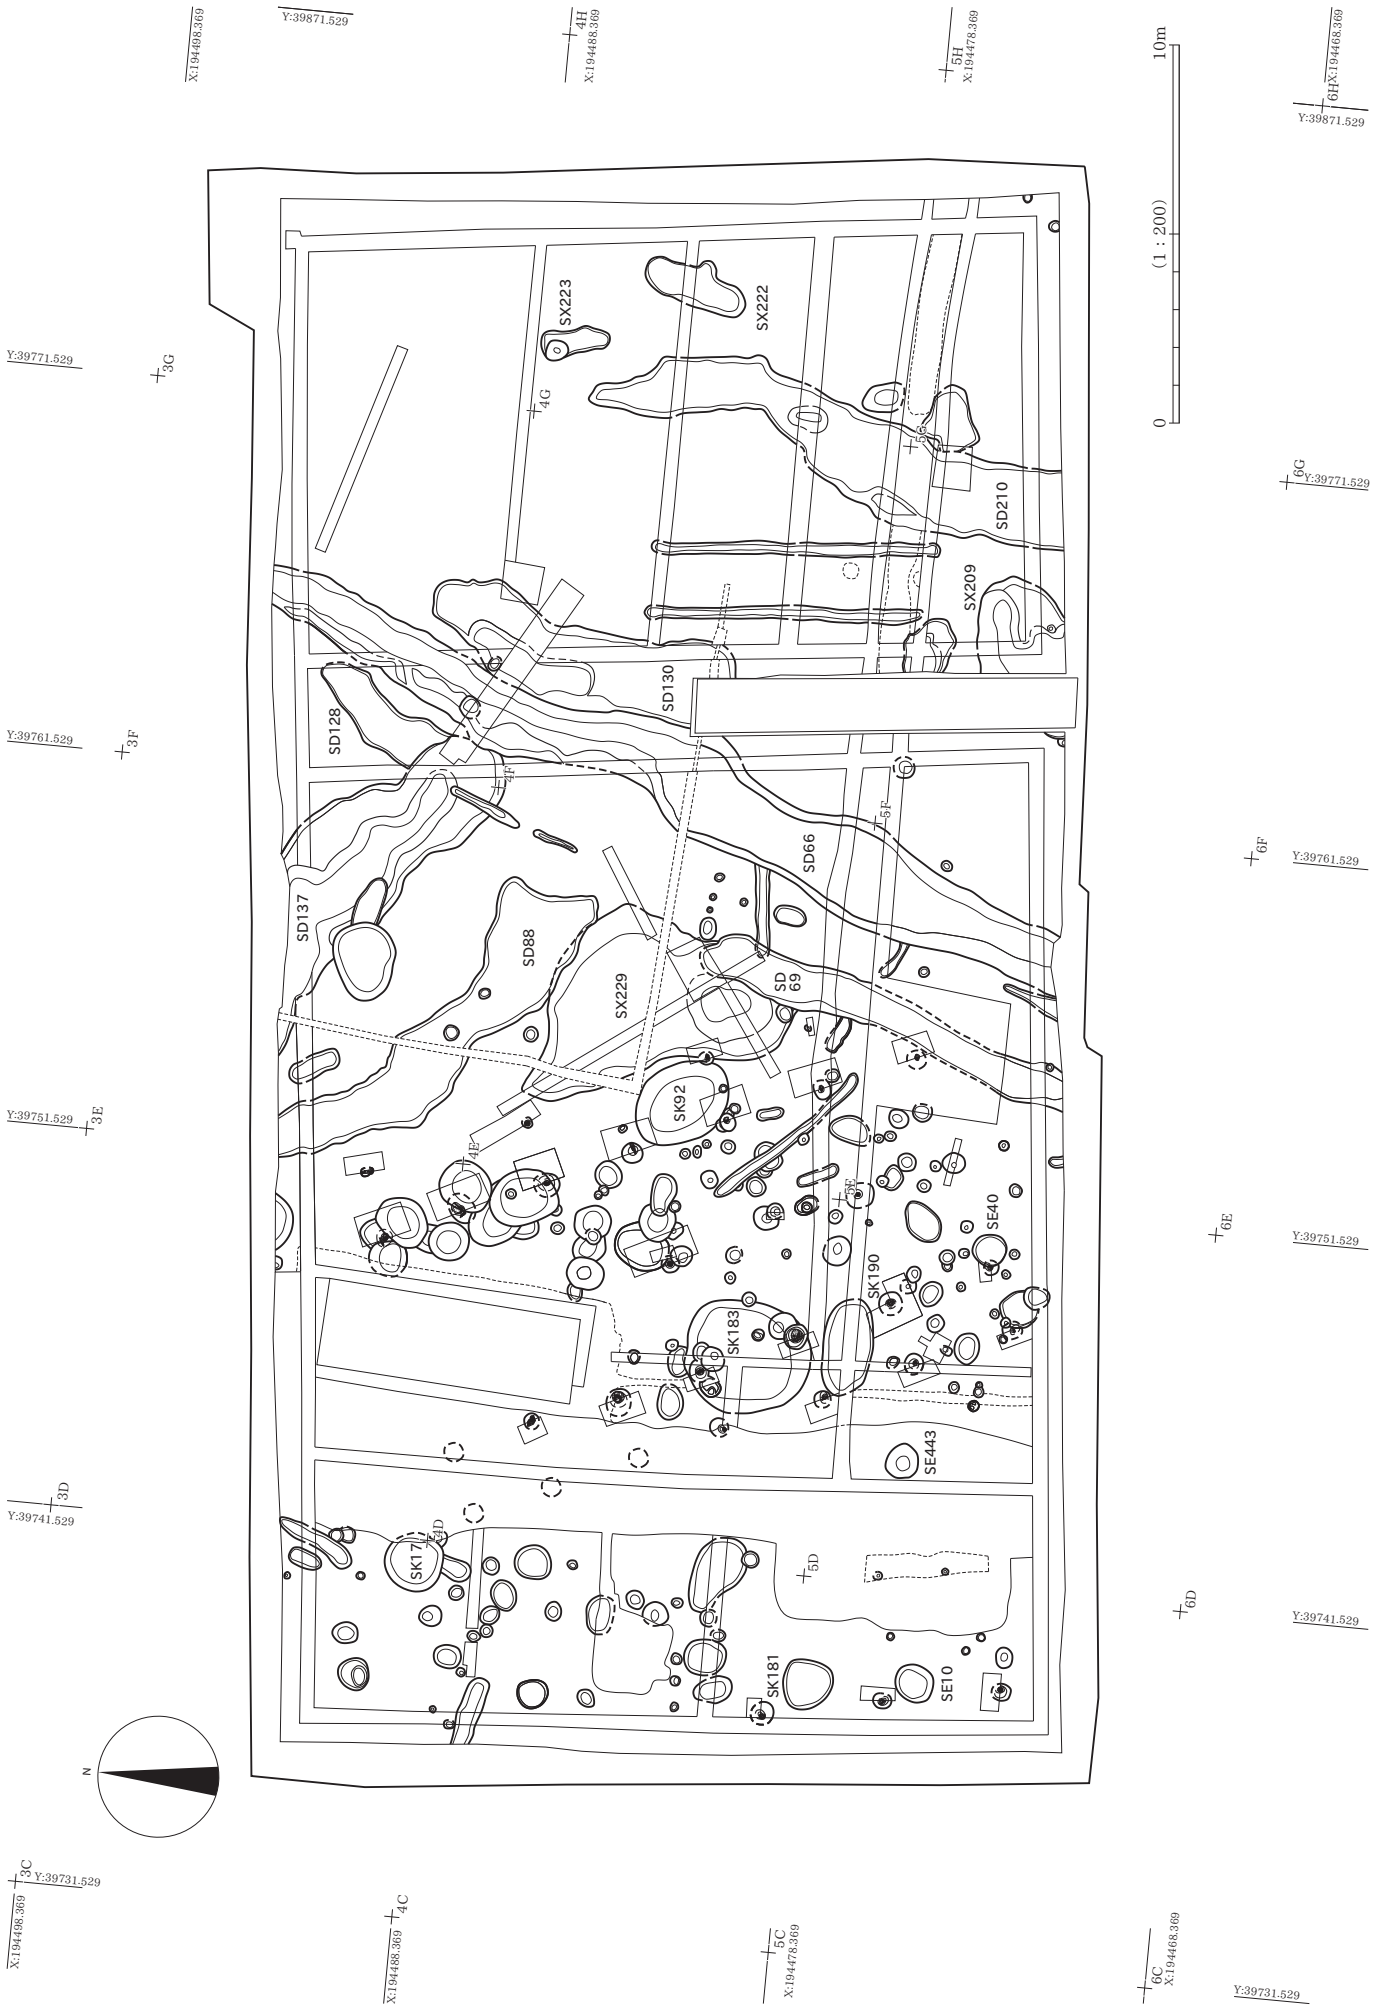 X:194498.369
Y:39871.529
4H
X:194488.369
5H
X:194478.369
6H
X:194468.369
Y:39871.529
10m
(1 : 200)
0
Y:39771.529
3G
SX223
SX222
4G
5G
6G
Y:39771.529
SD210
SX209
SD130
SD128
Y:39761.529
3F
4F
5F
SD66
6F
Y:39761.529
SD137
SD88
SX229
SD
69
SK92
Y:39751.529
3E
4E
5E
SE40
6E
Y:39751.529
SK190
SK183
SE443
3D
Y:39741.529
SK17
4D
5D
6D
Y:39741.529
SK181
SE10
N
3C
Y:39731.529
X:194498.369
4C
X:194488.369
5C
X:194478.369
6C
X:194468.369
Y:39731.529